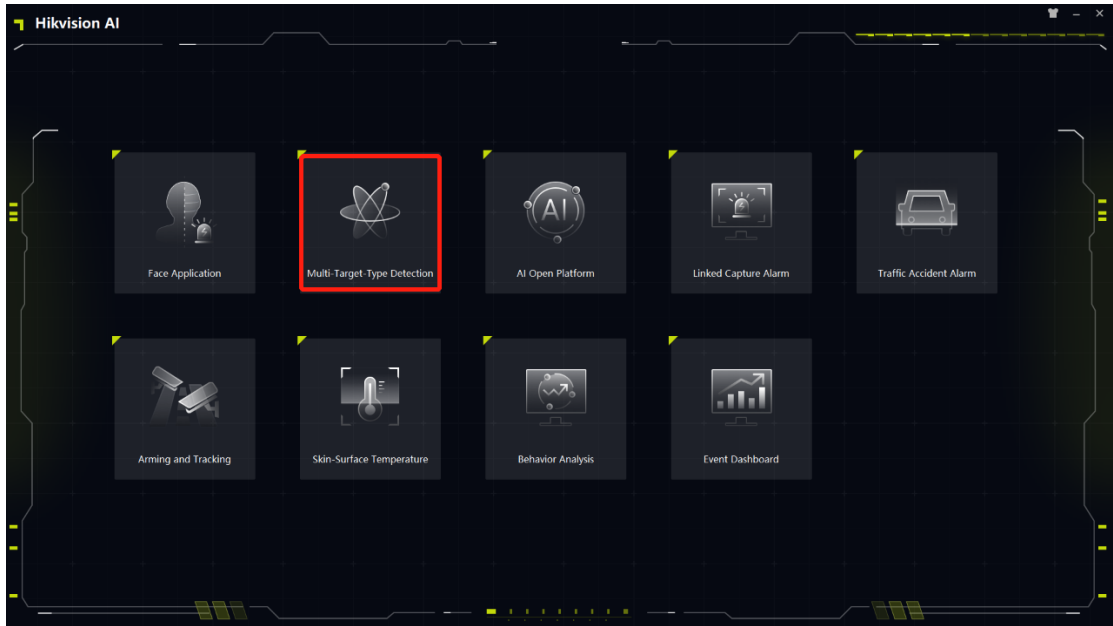 Hikvision AI
Face Application
Multi-Target-Type Detection
AI
AI Open Platform
Linked Capture Alarm
Traffic Accident Alarm
Arming and Tracking
Skin-Surface Temperature
Behavior Analysis
Event Dashboard